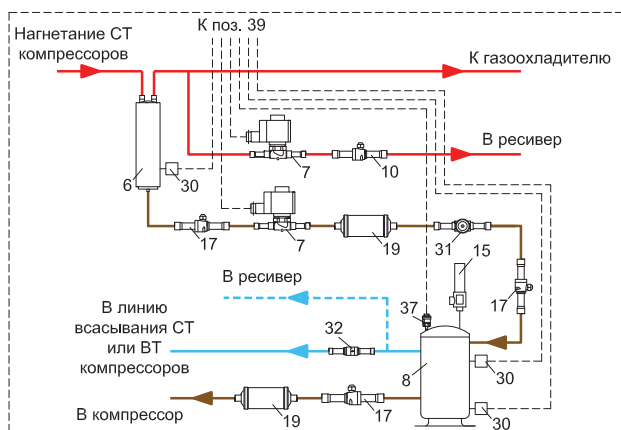 Нагнетание СТ
компрессоров
К поз. 39
К газоохладителю
В ресивер
6
30
7
10
17
7
19
31
15
17
В ресивер
37
В линию
всасывания СТ
или ВТ
компрессоров
32
8
30
В компрессор
19
17
30